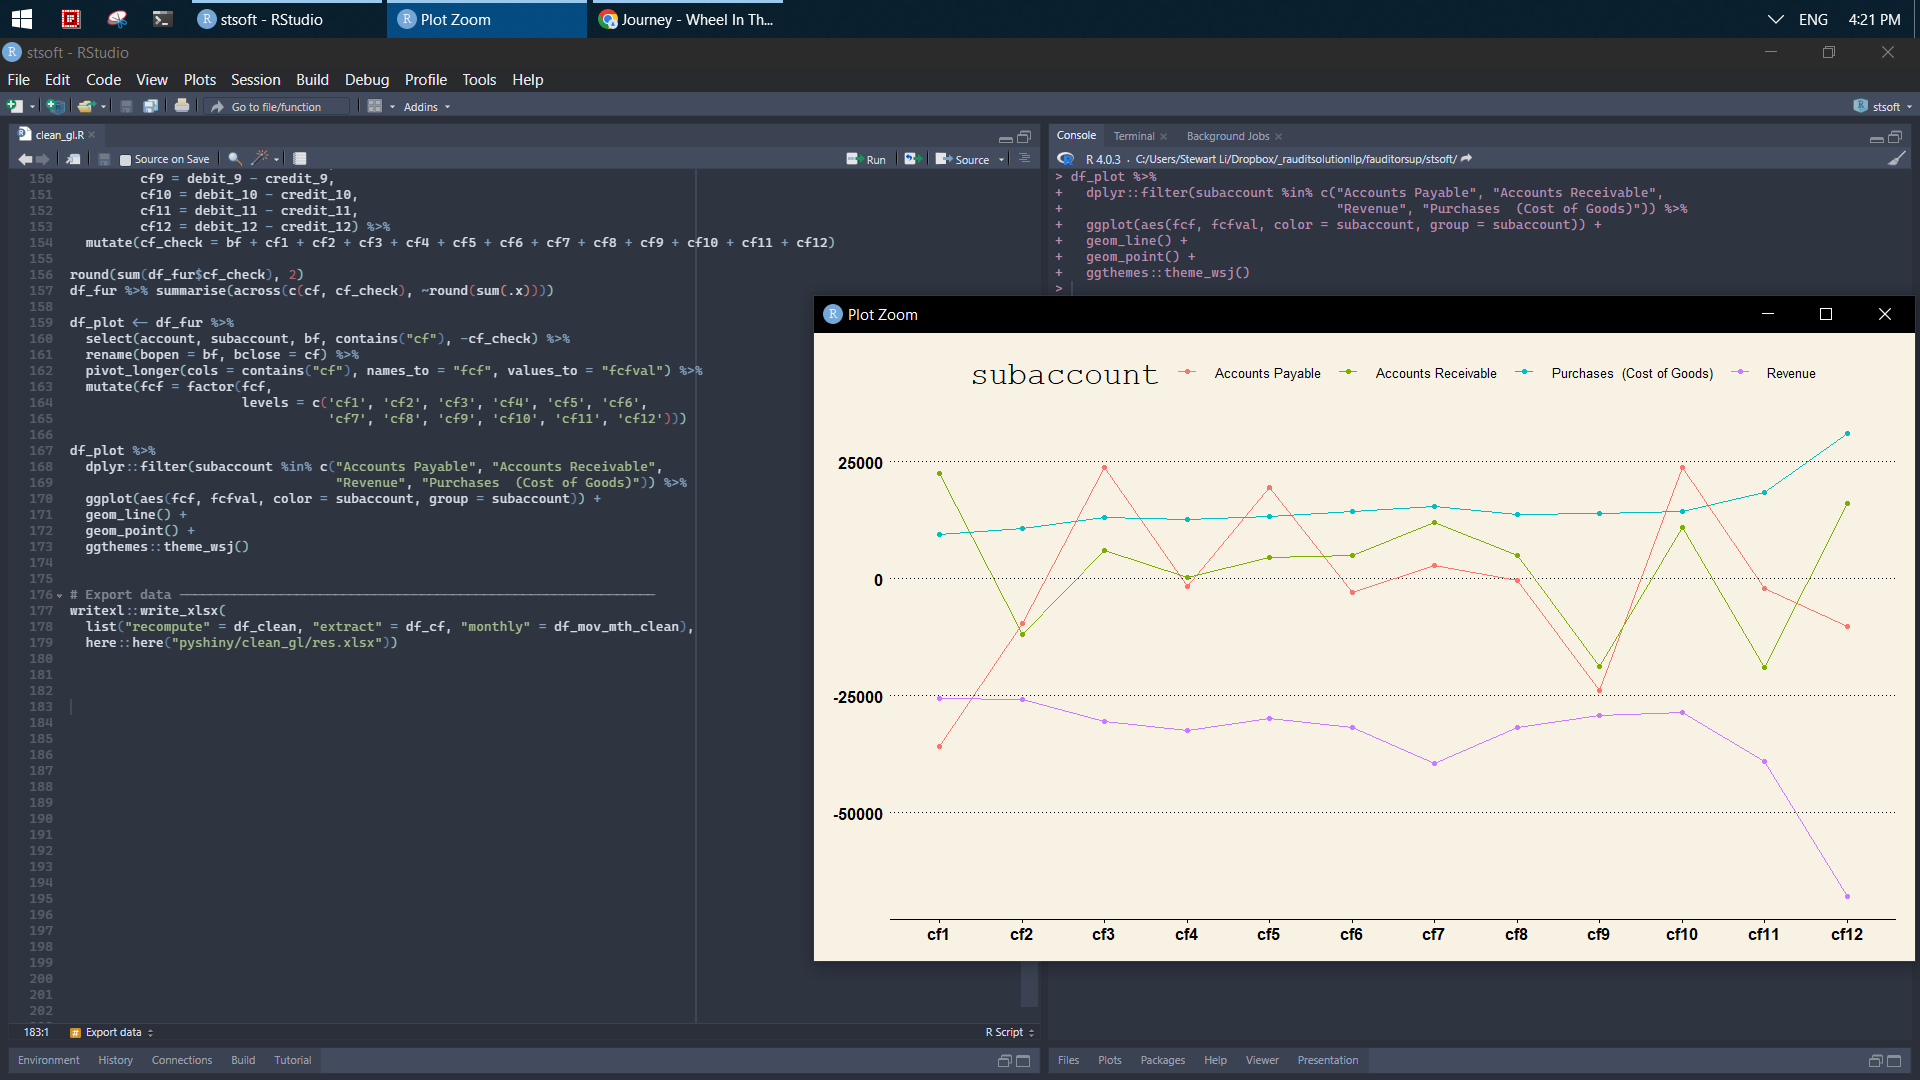 stsoft - RStudio
Plot Zoom
Journey - Wheel In Th...
ENG
4:21 PM
stsoft - RStudio
File Edit Code View Plots Session Build Debug Profile Tools Help
Go to file/function
Addins
stsoft
clean_gl.R
Source on Save
Run
Source
150 cf9 = debit_9 - credit_9,
151 cf10 = debit_10 - credit_10,
152 cf11 = debit_11 - credit_11,
153 cf12 = debit_12 - credit_12) %>%
154 mutate(cf_check = bf + cf1 + cf2 + cf3 + cf4 + cf5 + cf6 + cf7 + cf8 + cf9 + cf10 + cf11 + cf12)
155
156 round(sum(df_fur$cf_check), 2)
157 df_fur %>% summarise(across(c(cf, cf_check), ~round(sum(.x))))
158
159 df_plot <- df_fur %>%
160 select(account, subaccount, bf, contains("cf"), -cf_check) %>%
161 rename(bopen = bf, bclose = cf) %>%
162 pivot_longer(cols = contains("cf"), names_to = "fcf", values_to = "fcfval") %>%
163 mutate(fcf = factor(fcf,
164 levels = c('cf1', 'cf2', 'cf3', 'cf4', 'cf5', 'cf6',
165 'cf7', 'cf8', 'cf9', 'cf10', 'cf11', 'cf12')))
166
167 df_plot %>%
168 dplyr::filter(subaccount %in% c("Accounts Payable", "Accounts Receivable",
169 "Revenue", "Purchases  (Cost of Goods)")) %>%
170 ggplot(aes(fcf, fcfval, color = subaccount, group = subaccount)) +
171 geom_line() +
172 geom_point() +
173 ggthemes::theme_wsj()
174
175
176 # Export data
177 writexl::write_xlsx(
178 list("recompute" = df_clean, "extract" = df_cf, "monthly" = df_mov_mth_clean),
179 here::here("pyshiny/clean_gl/res.xlsx"))
180
181
182
183
184
185
186
187
188
189
190
191
192
193
194
195
196
197
198
199
200
201
202
183:1
Export data
R Script
Environment History Connections Build Tutorial
Console Terminal Background Jobs
R 4.0.3 · C:/Users/Stewart Li/Dropbox/_rauditsolutionllp/fauditorsup/stsoft/
> df_plot %>%
+ dplyr::filter(subaccount %in% c("Accounts Payable", "Accounts Receivable",
+ "Revenue", "Purchases  (Cost of Goods)")) %>%
+ ggplot(aes(fcf, fcfval, color = subaccount, group = subaccount)) +
+ geom_line() +
+ geom_point() +
+ ggthemes::theme_wsj()
>
Plot Zoom
subaccount Accounts Payable Accounts Receivable Purchases  (Cost of Goods) Revenue
25000
0
-25000
-50000
cf1 cf2 cf3 cf4 cf5 cf6 cf7 cf8 cf9 cf10 cf11 cf12
Files Plots Packages Help Viewer Presentation